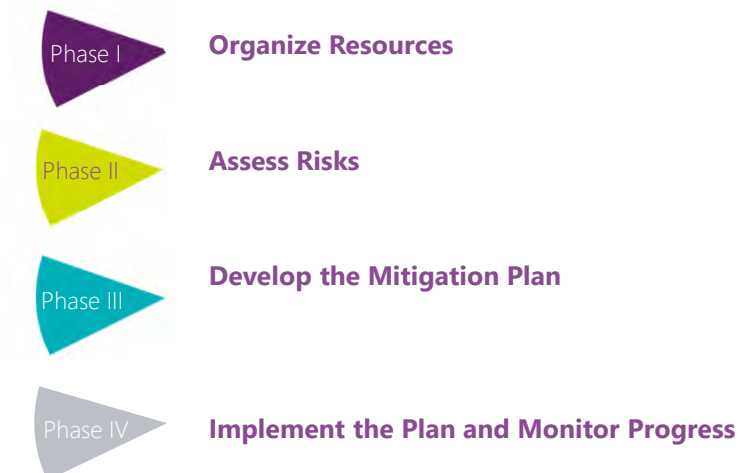 Phase I
Organize Resources
Phase II
Assess Risks
Phase III
Develop the Mitigation Plan
Phase IV
Implement the Plan and Monitor Progress